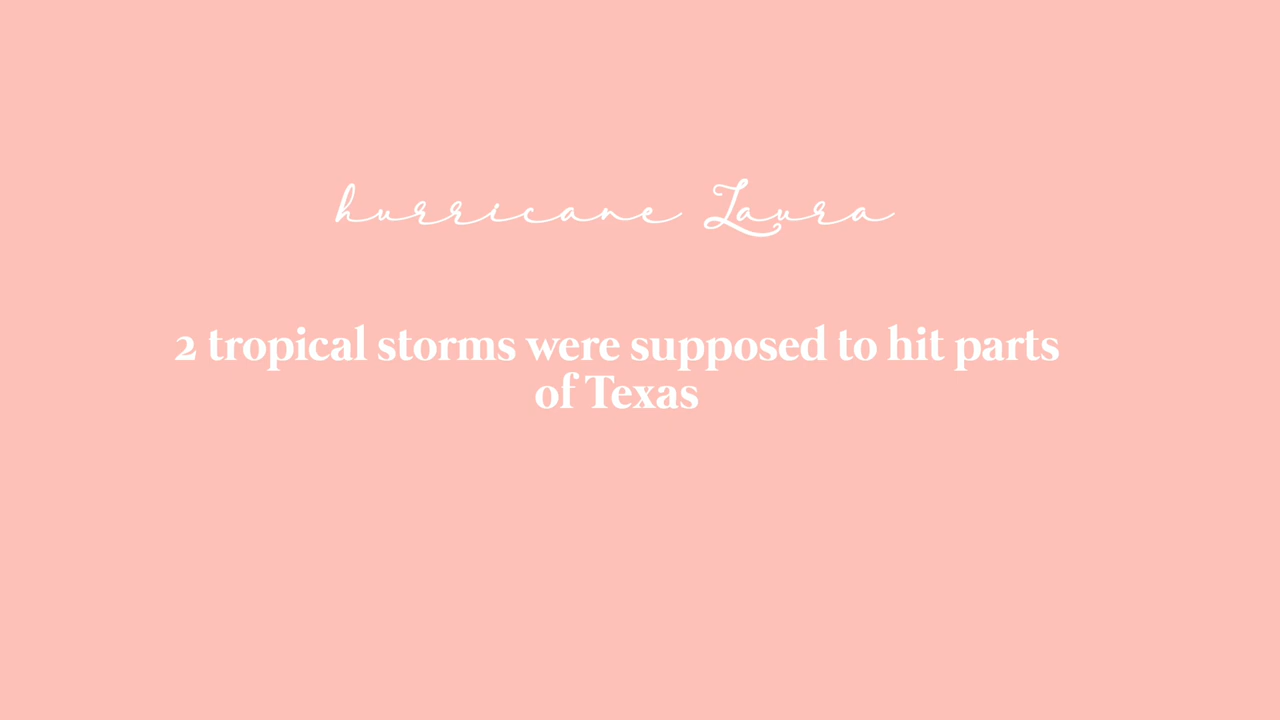 hurricane Laura
2 tropical storms were supposed to hit parts
of Texas